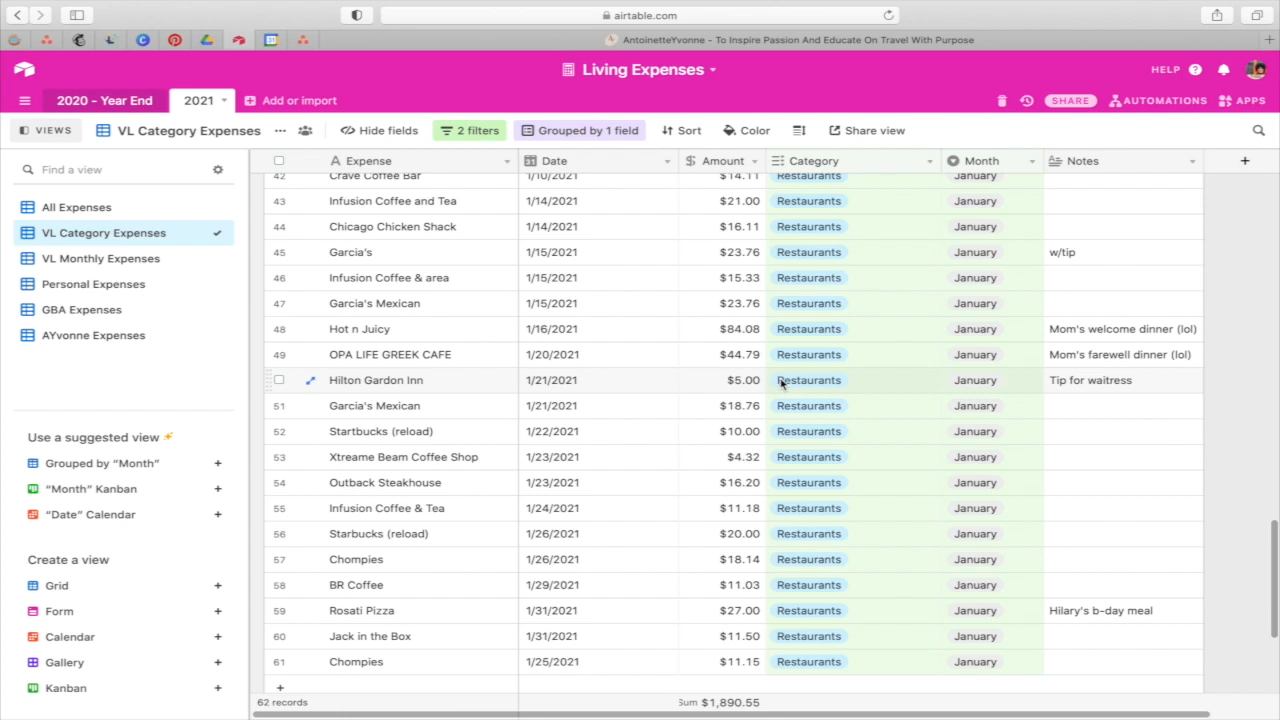 airtable.com
AntoinetteYvonne - To Inspire Passion And Educate On Travel With Purpose
Living Expenses
HELP
2020 - Year End
2021
Add or import
SHARE
AUTOMATIONS
APPS
VIEWS
VL Category Expenses
Hide fields
2 filters
Grouped by 1 field
Sort
Color
Share view
Find a view
All Expenses
VL Category Expenses
VL Monthly Expenses
Personal Expenses
GBA Expenses
AYvonne Expenses
Use a suggested view
Grouped by “Month”
“Month” Kanban
“Date” Calendar
Create a view
Grid
Form
Calendar
Gallery
Kanban
Expense Date Amount Category Month Notes
42 Crave Coffee Bar 1/10/2021 $14.11 Restaurants January
43 Infusion Coffee and Tea 1/14/2021 $21.00 Restaurants January
44 Chicago Chicken Shack 1/14/2021 $16.11 Restaurants January
45 Garcia's 1/15/2021 $23.76 Restaurants January w/tip
46 Infusion Coffee & area 1/15/2021 $15.33 Restaurants January
47 Garcia's Mexican 1/15/2021 $23.76 Restaurants January
48 Hot n Juicy 1/16/2021 $84.08 Restaurants January Mom's welcome dinner (lol)
49 OPA LIFE GREEK CAFE 1/20/2021 $44.79 Restaurants January Mom's farewell dinner (lol)
Hilton Gardon Inn 1/21/2021 $5.00 Restaurants January Tip for waitress
51 Garcia's Mexican 1/21/2021 $18.76 Restaurants January
52 Startbucks (reload) 1/22/2021 $10.00 Restaurants January
53 Xtreame Beam Coffee Shop 1/23/2021 $4.32 Restaurants January
54 Outback Steakhouse 1/23/2021 $16.20 Restaurants January
55 Infusion Coffee & Tea 1/24/2021 $11.18 Restaurants January
56 Starbucks (reload) 1/26/2021 $20.00 Restaurants January
57 Chompies 1/26/2021 $18.14 Restaurants January
58 BR Coffee 1/29/2021 $11.03 Restaurants January
59 Rosati Pizza 1/31/2021 $27.00 Restaurants January Hilary's b-day meal
60 Jack in the Box 1/31/2021 $11.50 Restaurants January
61 Chompies 1/25/2021 $11.15 Restaurants January
62 records Sum $1,890.55